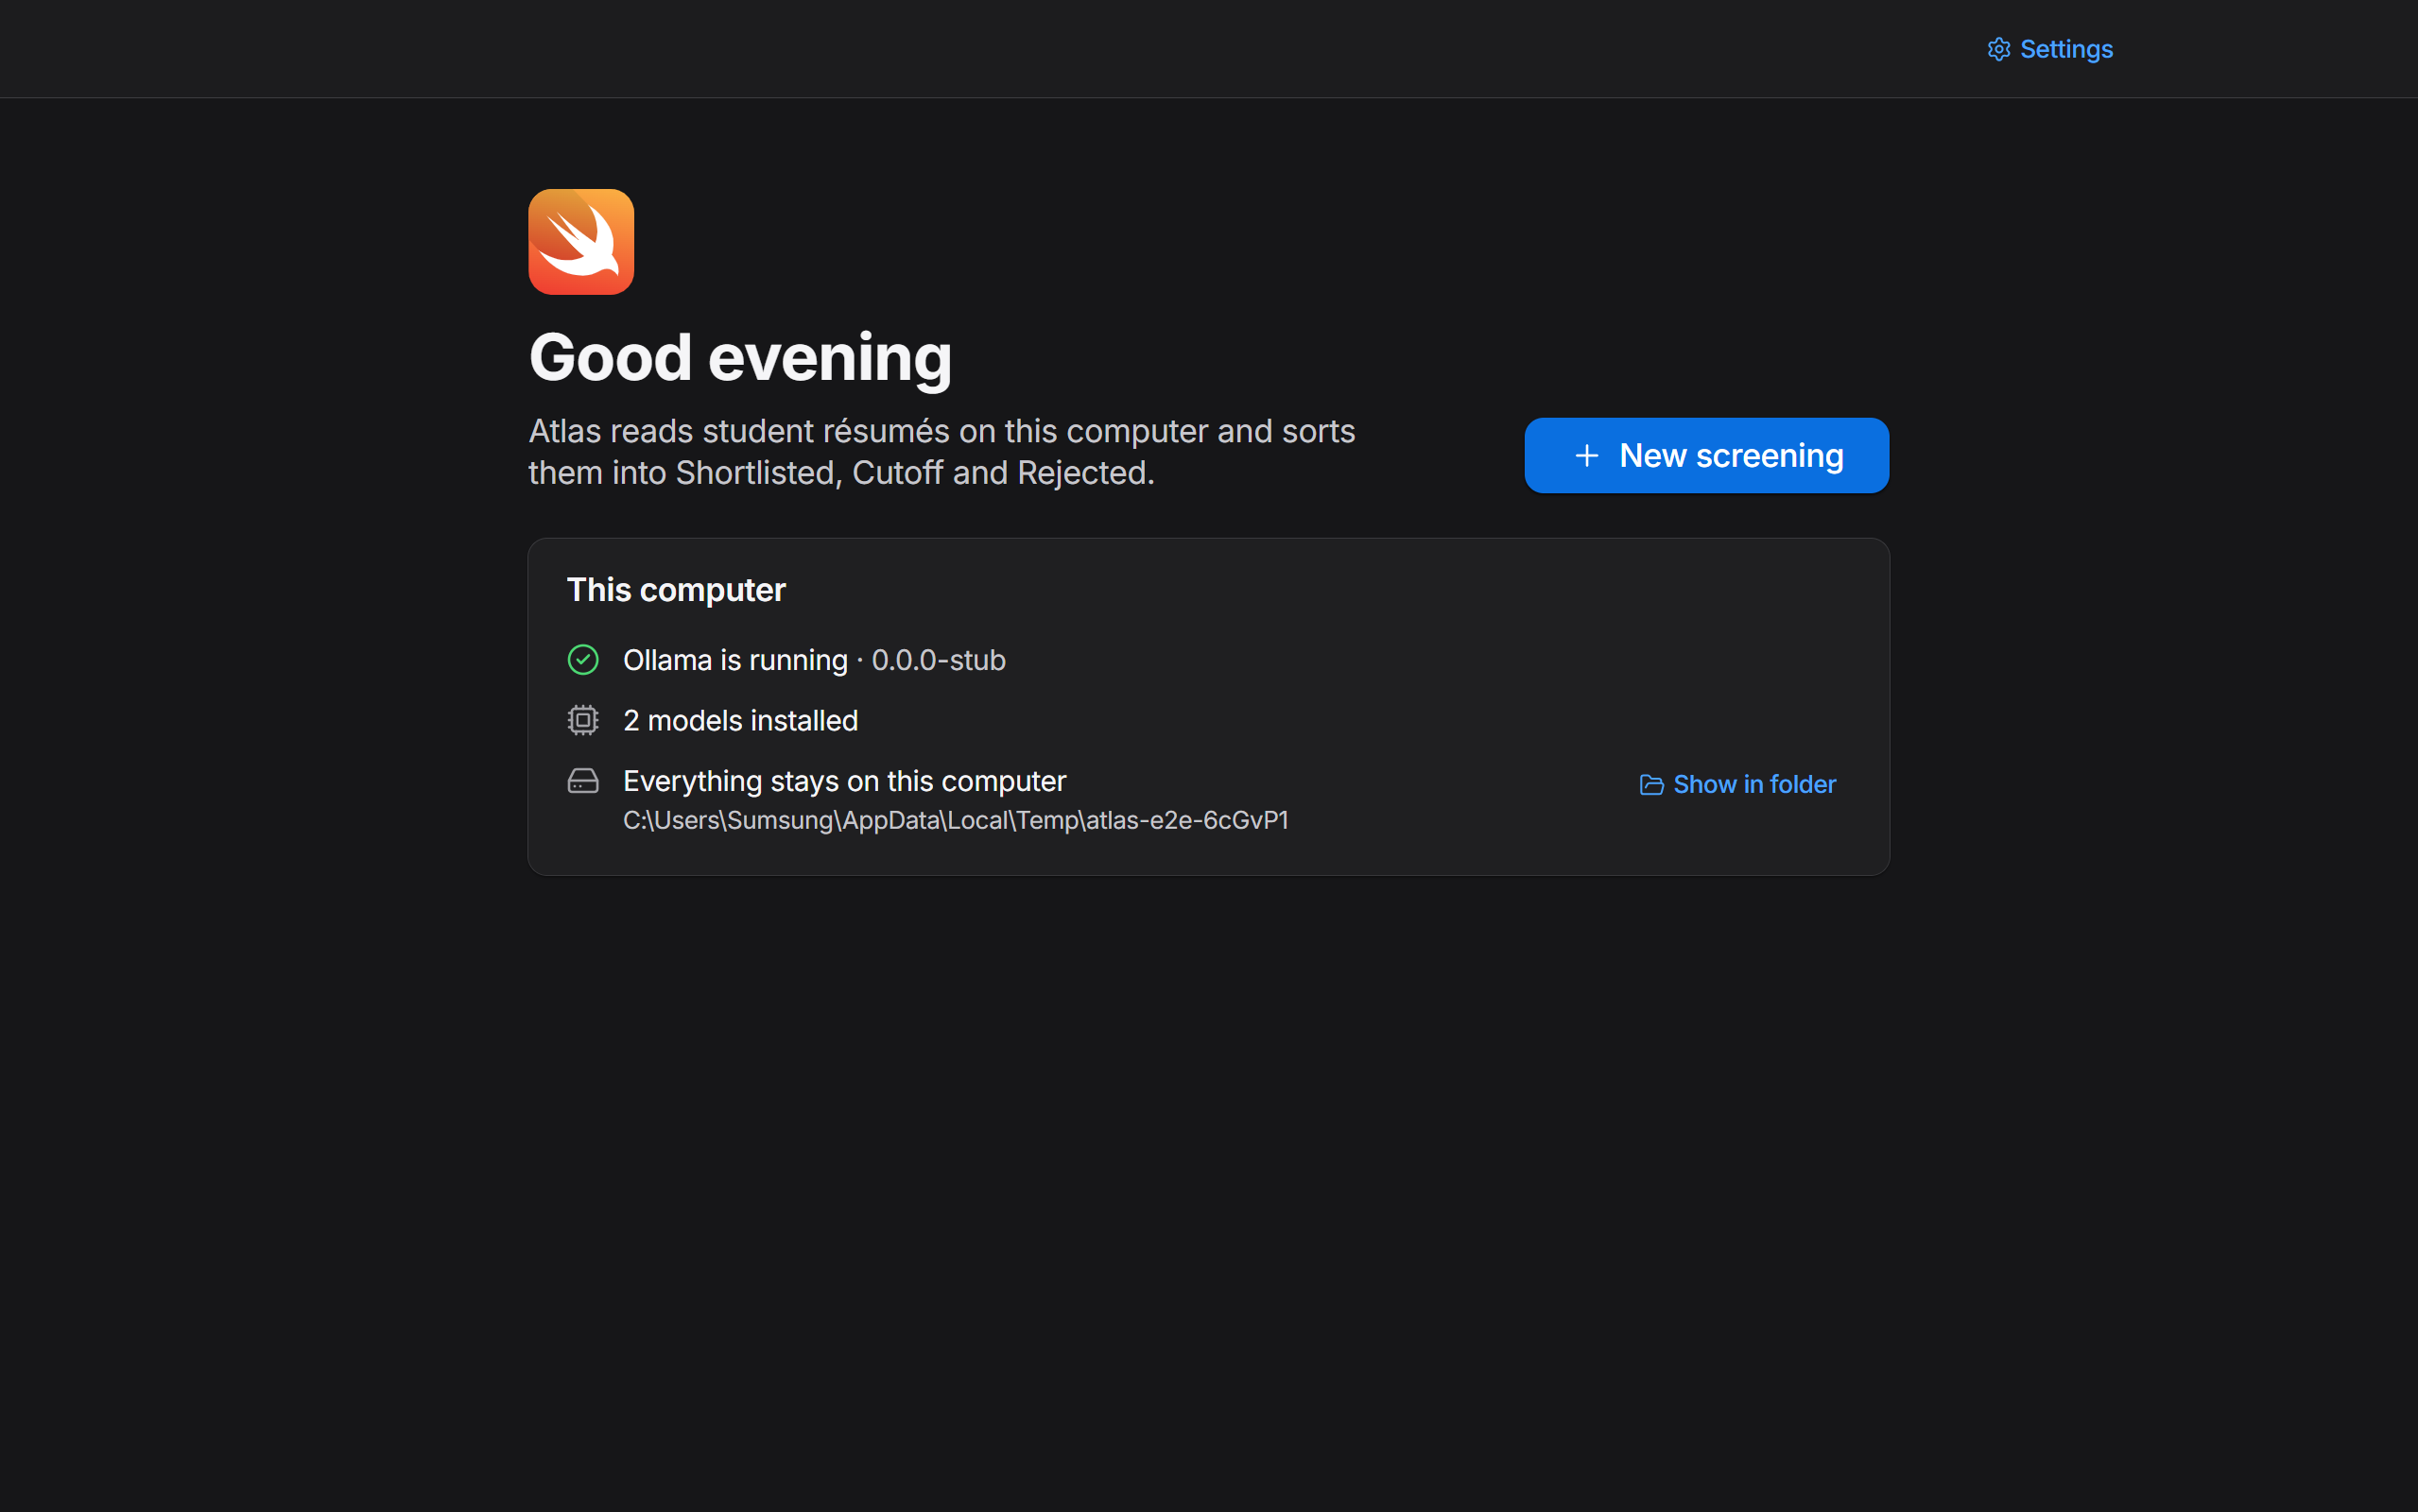 Settings
Good evening
Atlas reads student résumés on this computer and sorts
them into Shortlisted, Cutoff and Rejected.
+ New screening
This computer
Ollama is running · 0.0.0-stub
2 models installed
Everything stays on this computer
Show in folder
C:\Users\Sumsung\AppData\Local\Temp\atlas-e2e-6cGvP1